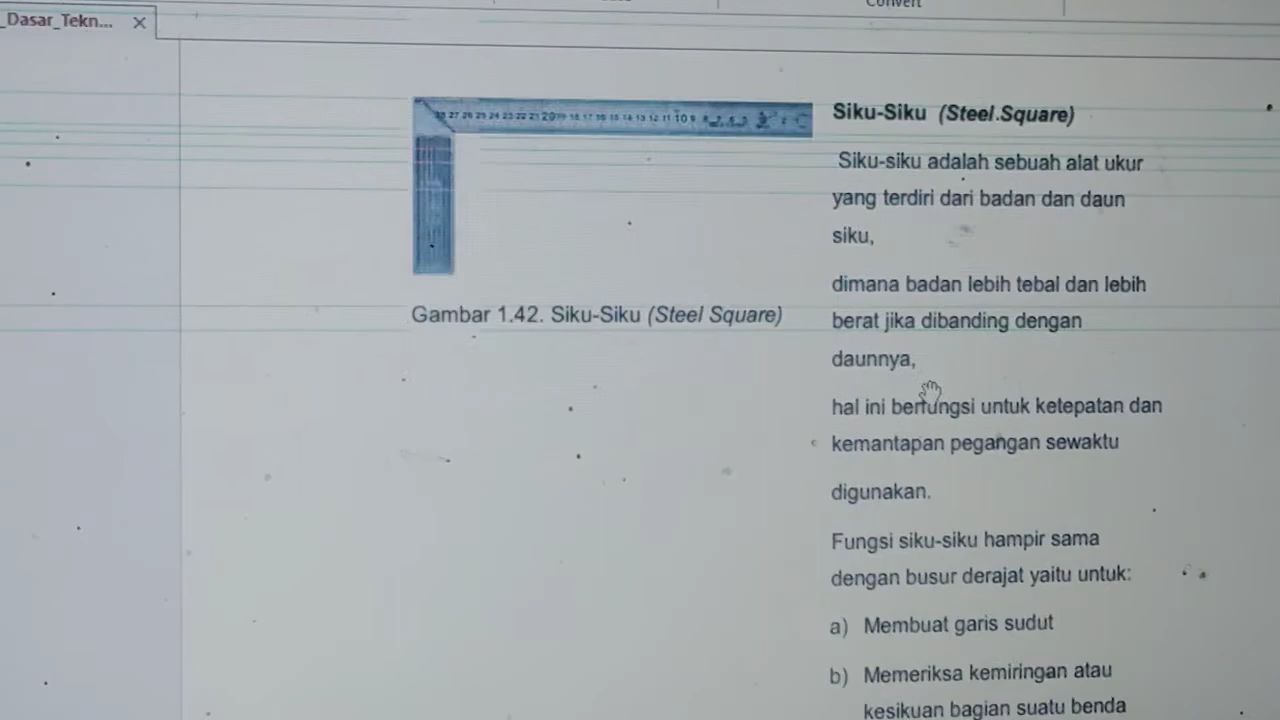 _Dasar_Tekn...
Convert
Siku-Siku (Steel.Square)
Siku-siku adalah sebuah alat ukur
yang terdiri dari badan dan daun
siku,
dimana badan lebih tebal dan lebih
berat jika dibanding dengan
daunnya,
hal ini berfungsi untuk ketepatan dan
kemantapan pegangan sewaktu
digunakan.
Fungsi siku-siku hampir sama
dengan busur derajat yaitu untuk:
a) Membuat garis sudut
b) Memeriksa kemiringan atau
kesikuan bagian suatu benda
Gambar 1.42. Siku-Siku (Steel Square)